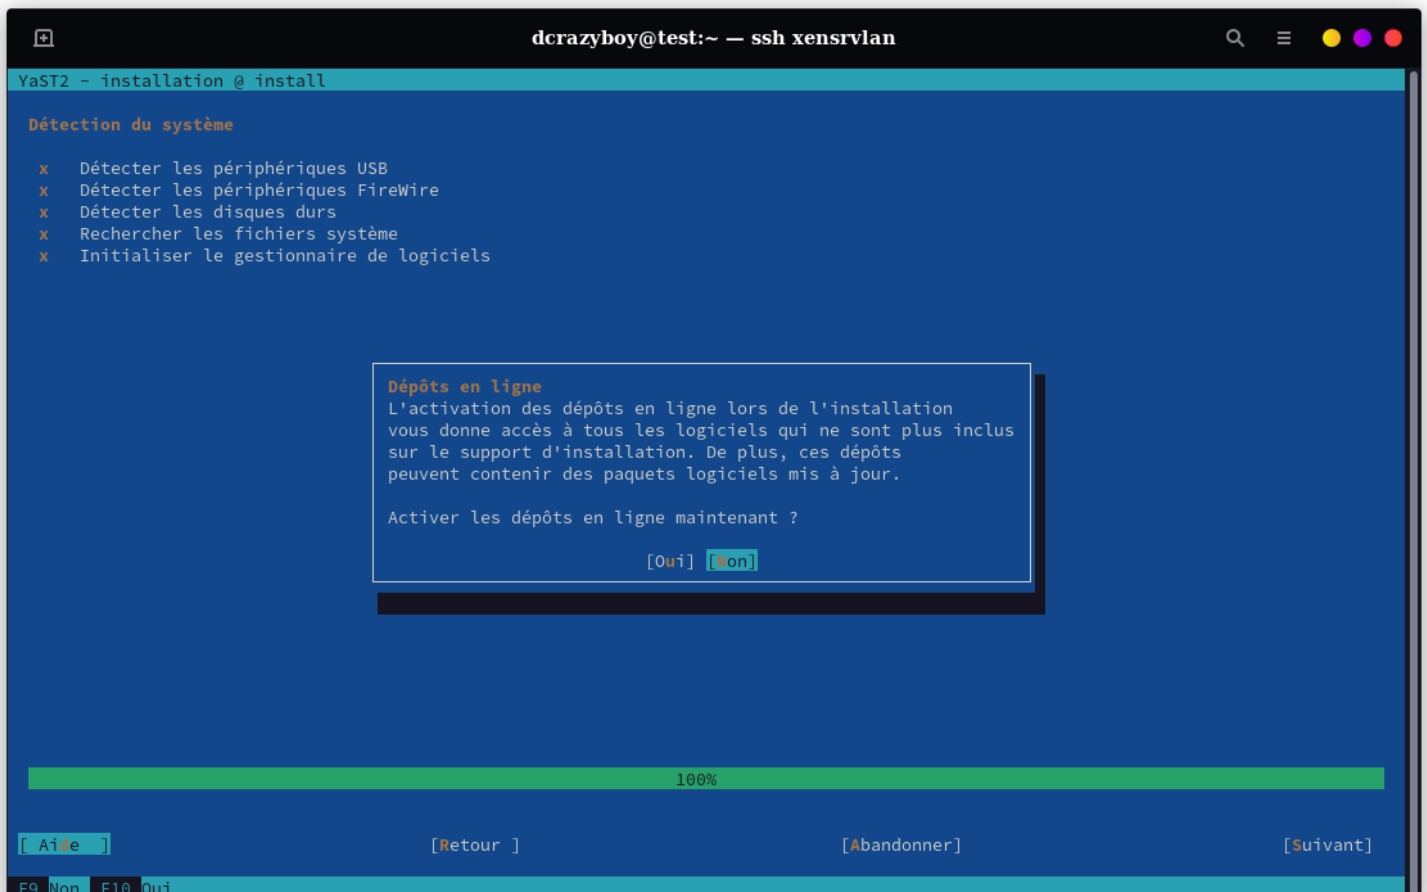 dcrazyboy@test:~ — ssh xensrvlan
YaST2 - installation @ install
Détection du système
x Détecter les périphériques USB
x Détecter les périphériques FireWire
x Détecter les disques durs
x Rechercher les fichiers système
x Initialiser le gestionnaire de logiciels
Dépôts en ligne
L'activation des dépôts en ligne lors de l'installation
vous donne accès à tous les logiciels qui ne sont plus inclus
sur le support d'installation. De plus, ces dépôts
peuvent contenir des paquets logiciels mis à jour.
Activer les dépôts en ligne maintenant ?
[Oui] [Non]
100%
[ Aide ] [Retour ] [Abandonner] [Suivant]
F9 Non F10 Oui